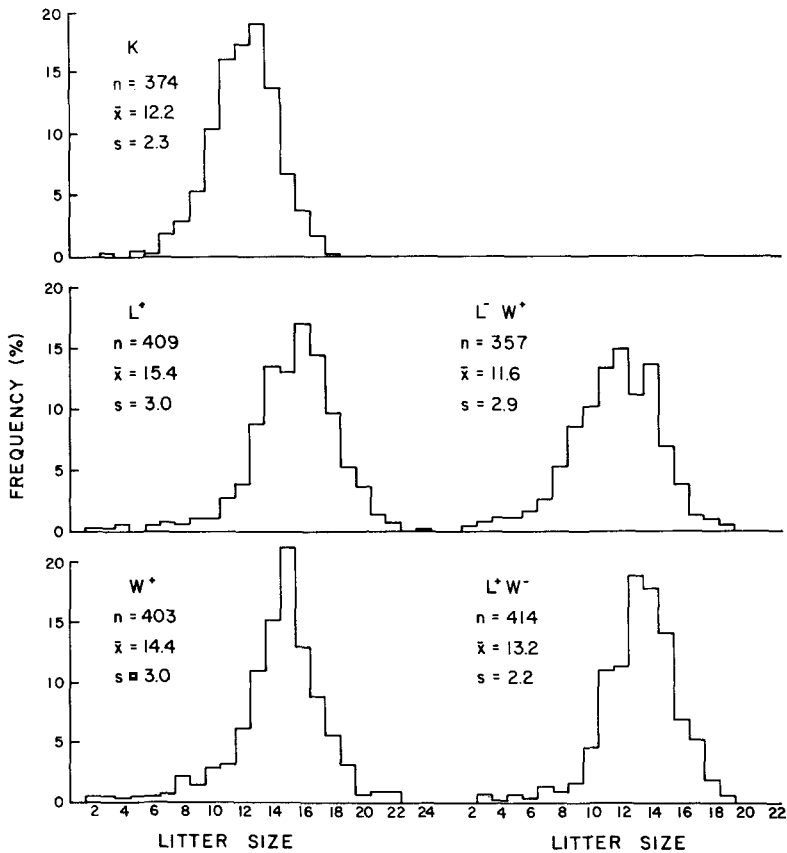 20
15
10
5
0
K
n = 374
x̄ = 12.2
s = 2.3
FREQUENCY (%)
20
15
10
5
0
L⁺
n = 409
x̄ = 15.4
s = 3.0
L⁻ W⁺
n = 357
x̄ = 11.6
s = 2.9
20
15
10
5
0
W⁺
n = 403
x̄ = 14.4
s = 3.0
L⁺ W⁻
n = 414
x̄ = 13.2
s = 2.2
2 4 6 8 10 12 14 16 18 20 22 24 2 4 6 8 10 12 14 16 18 20 22
LITTER SIZE LITTER SIZE